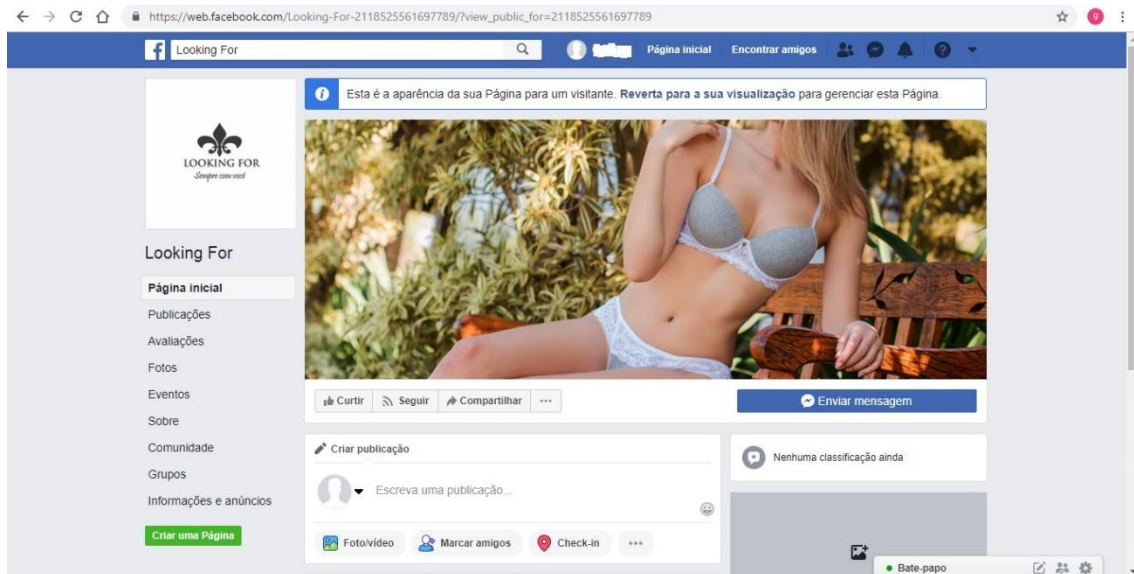 https://web.facebook.com/Looking-For-2118525561697789/?view_public_for=2118525561697789
9
f Looking For
Página inicial
Encontrar amigos
Esta é a aparência da sua Página para um visitante. Reverta para a sua visualização para gerenciar esta Página.
LOOKING FOR
Sempre com você
Looking For
Página inicial
Publicações
Avaliações
Fotos
Eventos
Sobre
Comunidade
Grupos
Informações e anúncios
Criar uma Página
Curtir
Seguir
Compartilhar
Enviar mensagem
Criar publicação
Escreva uma publicação...
Foto/vídeo
Marcar amigos
Check-in
Nenhuma classificação ainda
Bate-papo